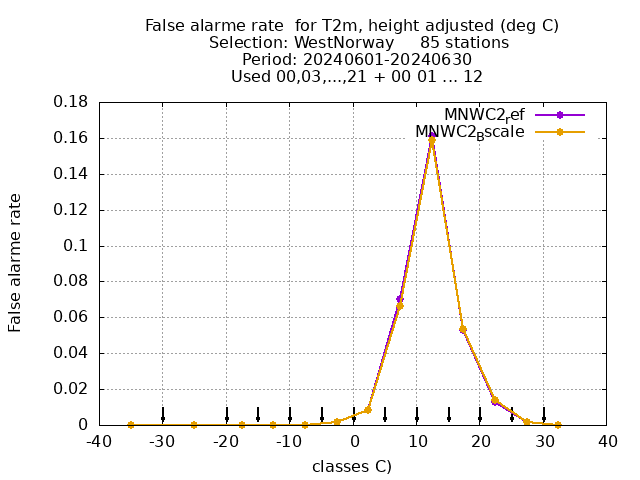 False alarme rate  for T2m, height adjusted (deg C)
Selection: WestNorway     85 stations
Period: 20240601-20240630
Used 00,03,...,21 + 00 01 ... 12
MNWC2ref
MNWC2Bscale
False alarme rate
0.18
0.16
0.14
0.12
0.1
0.08
0.06
0.04
0.02
0
-40 -30 -20 -10 0 10 20 30 40
classes C)